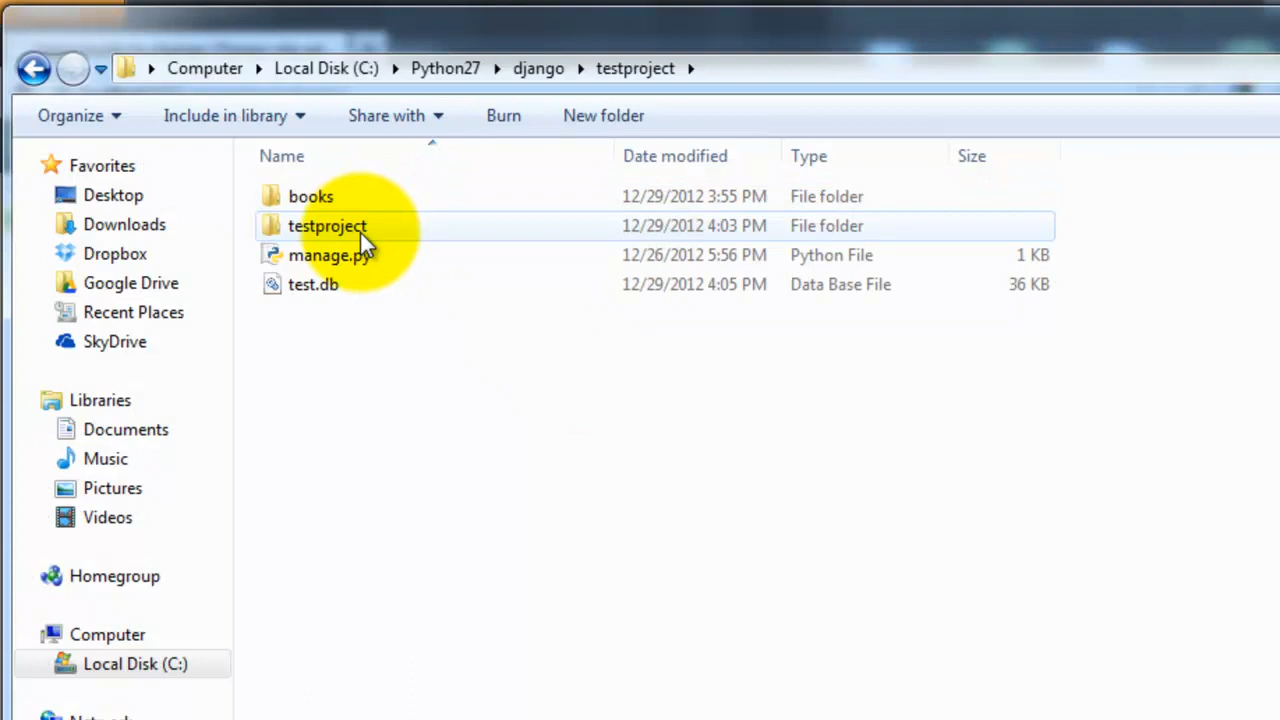 Computer Local Disk (C:) Python27 django testproject
Organize Include in library Share with Burn New folder
Name Date modified Type Size
Favorites
Desktop
Downloads
Dropbox
Google Drive
Recent Places
SkyDrive
Libraries
Documents
Music
Pictures
Videos
Homegroup
Computer
Local Disk (C:)
books 12/29/2012 3:55 PM File folder
testproject 12/29/2012 4:03 PM File folder
manage.py 12/26/2012 5:56 PM Python File 1 KB
test.db 12/29/2012 4:05 PM Data Base File 36 KB